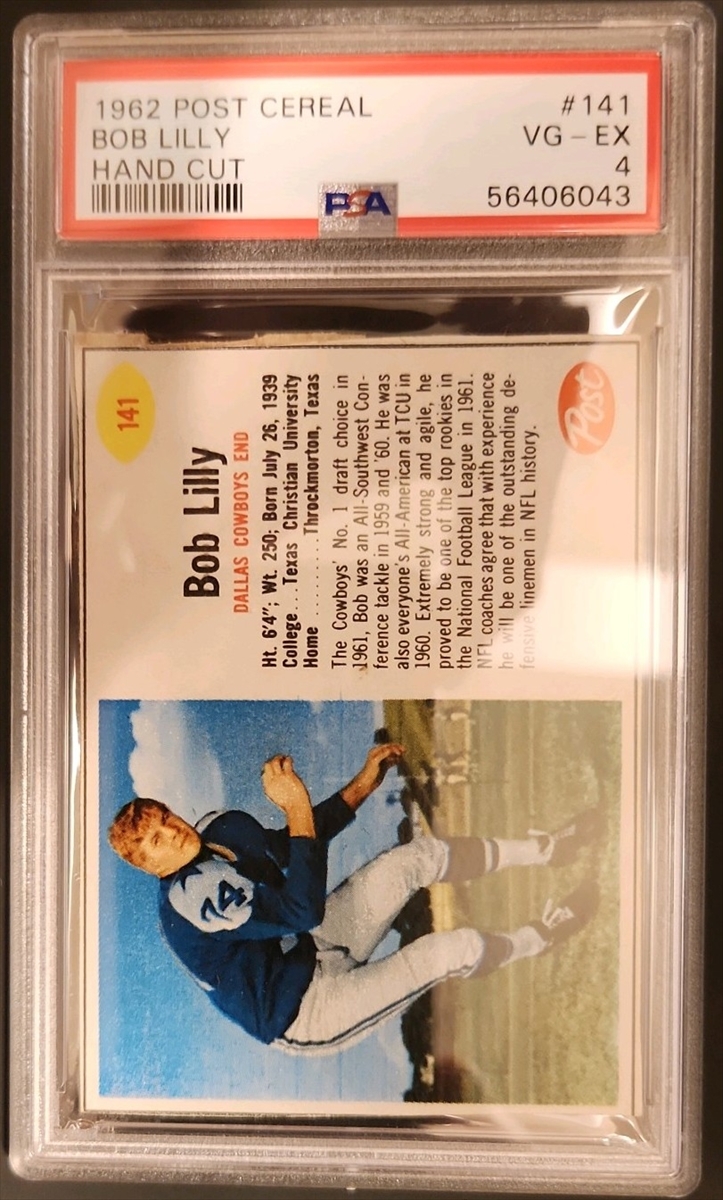 1962 POST CEREAL #141
BOB LILLY VG - EX
HAND CUT 4
56406043
PSA
141
Bob Lilly
DALLAS COWBOYS END
Ht. 6'4"; Wt. 250; Born July 26, 1939
College...Texas Christian University
Home ..........Throckmorton, Texas
The Cowboys' No. 1 draft choice in
1961, Bob was an All-Southwest Con-
ference tackle in 1959 and '60. He was
also everyone's All-American at TCU in
1960. Extremely strong and agile, he
proved to be one of the top rookies in
the National Football League in 1961.
NFL coaches agree that with experience
he will be one of the outstanding de-
fensive linemen in NFL history.
Post
74